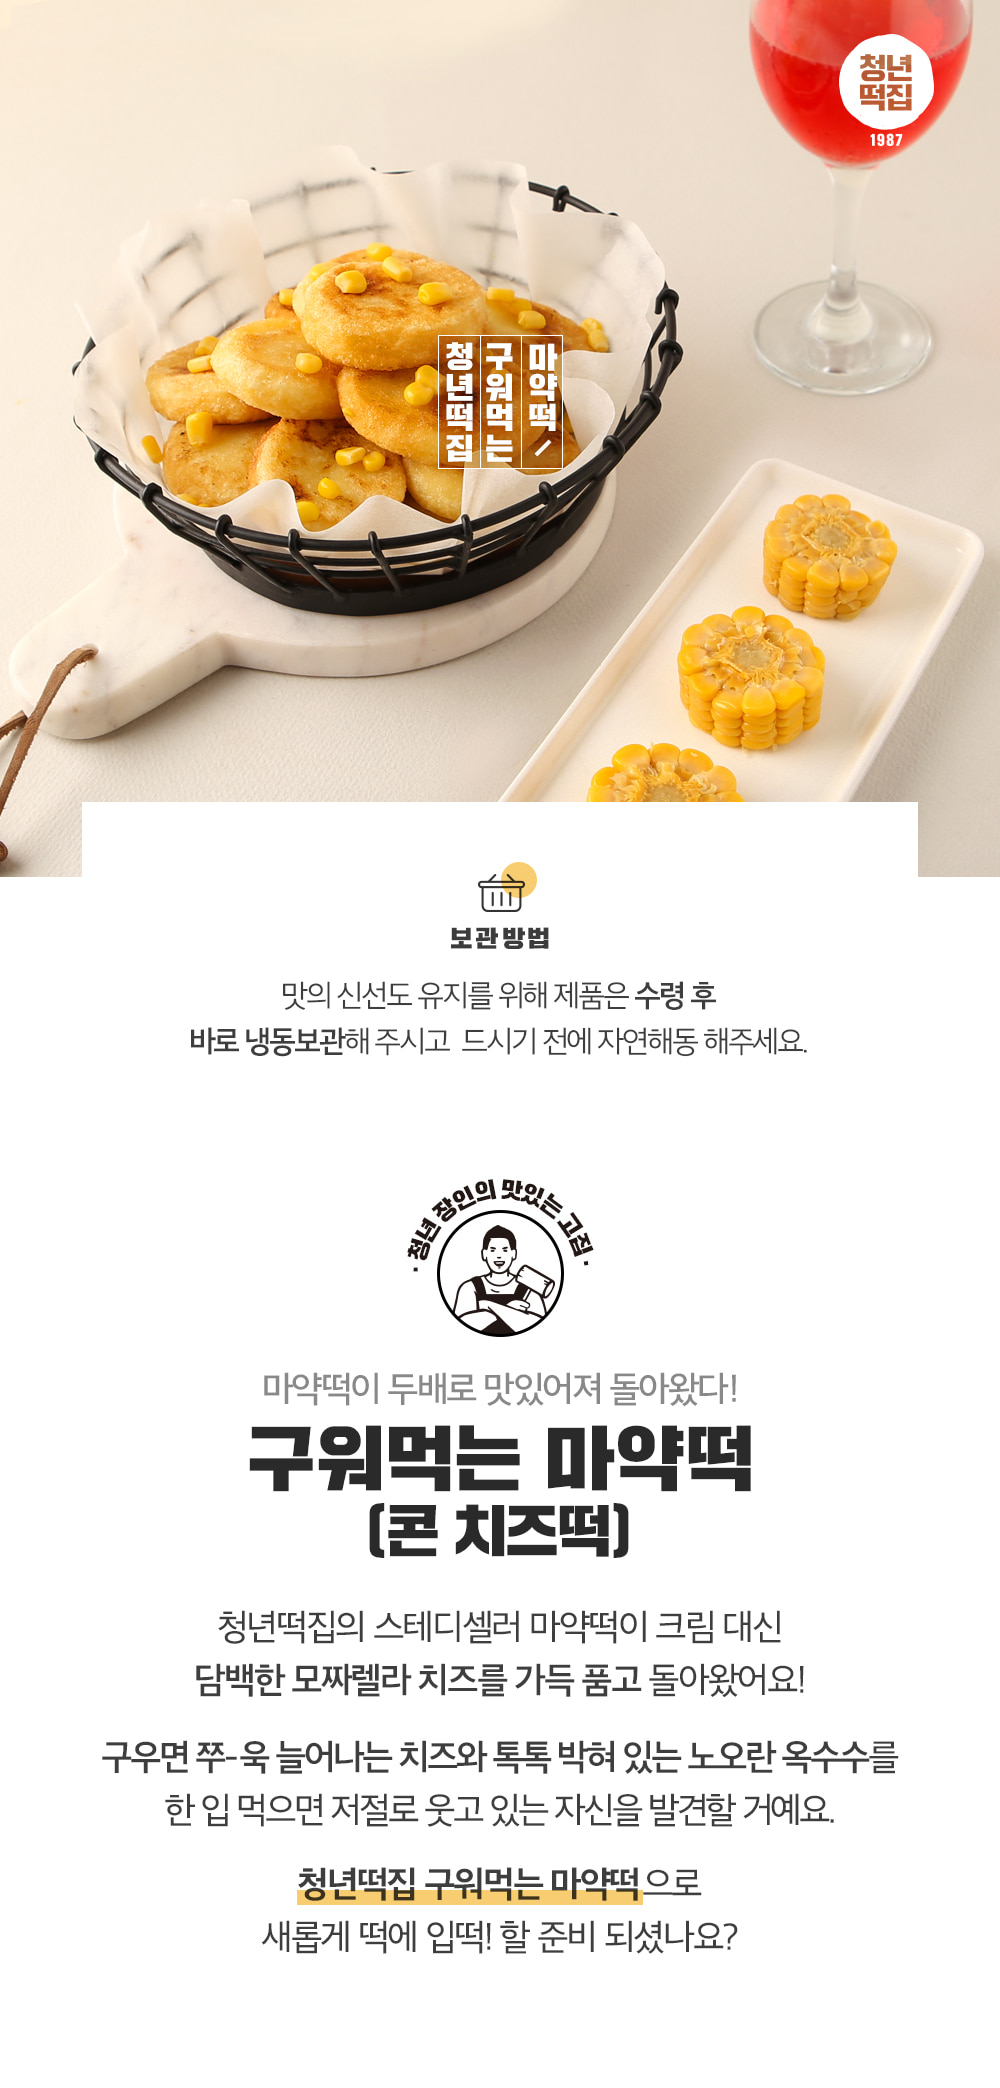 청년
떡집
1987
마약떡
구워먹는
청년떡집
보관방법
맛의 신선도 유지를 위해 제품은 수령 후
바로 냉동보관해 주시고 드시기 전에 자연해동 해주세요.
· 청년 장인의 맛있는 고집 ·
마약떡이 두배로 맛있어져 돌아왔다!
구워먹는 마약떡
(콘 치즈떡)
청년떡집의 스테디셀러 마약떡이 크림 대신
담백한 모짜렐라 치즈를 가득 품고 돌아왔어요!
구우면 쭈-욱 늘어나는 치즈와 톡톡 박혀 있는 노오란 옥수수를
한 입 먹으면 저절로 웃고 있는 자신을 발견할 거예요.
청년떡집 구워먹는 마약떡으로
새롭게 떡에 입떡! 할 준비 되셨나요?